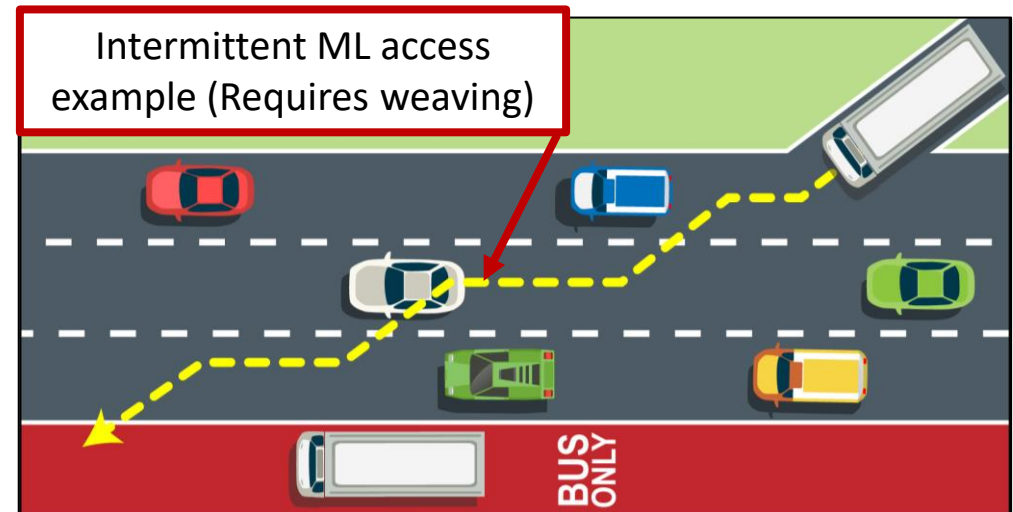 Intermittent ML access
example (Requires weaving)
BUS
ONLY